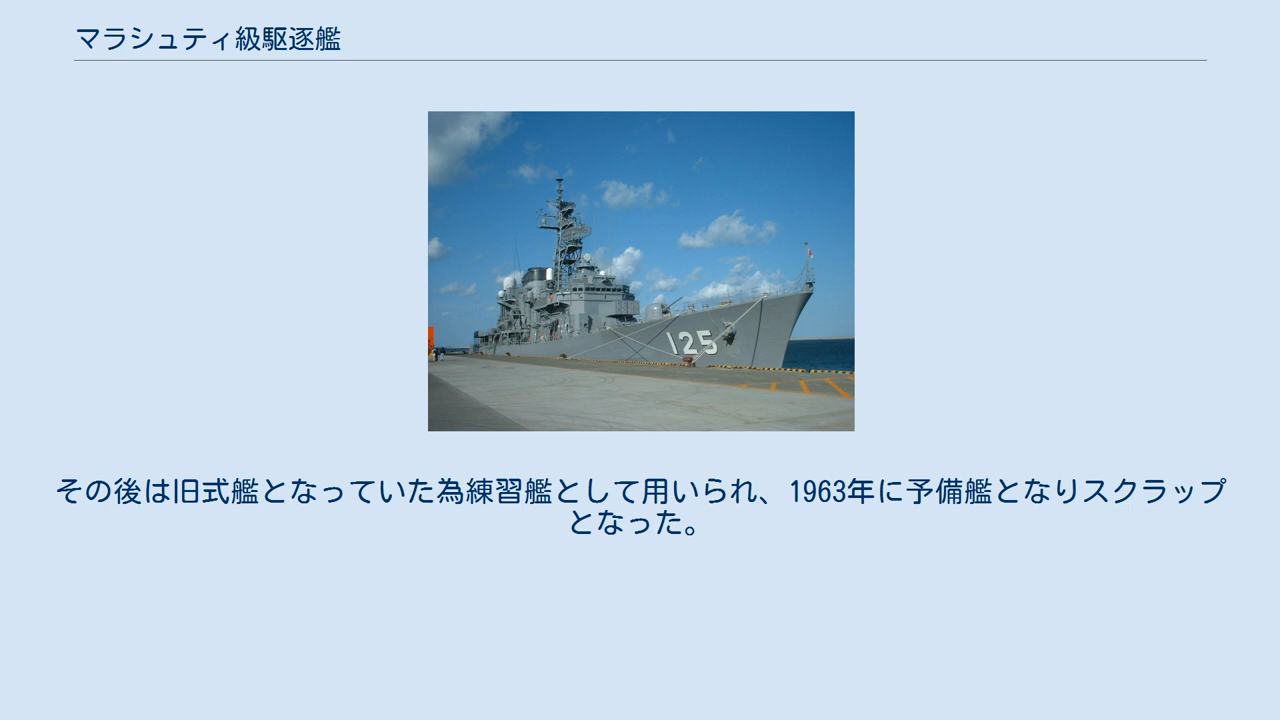 マラシュティ級駆逐艦
125
その後は旧式艦となっていた為練習艦として用いられ、1963年に予備艦となりスクラップ
となった。